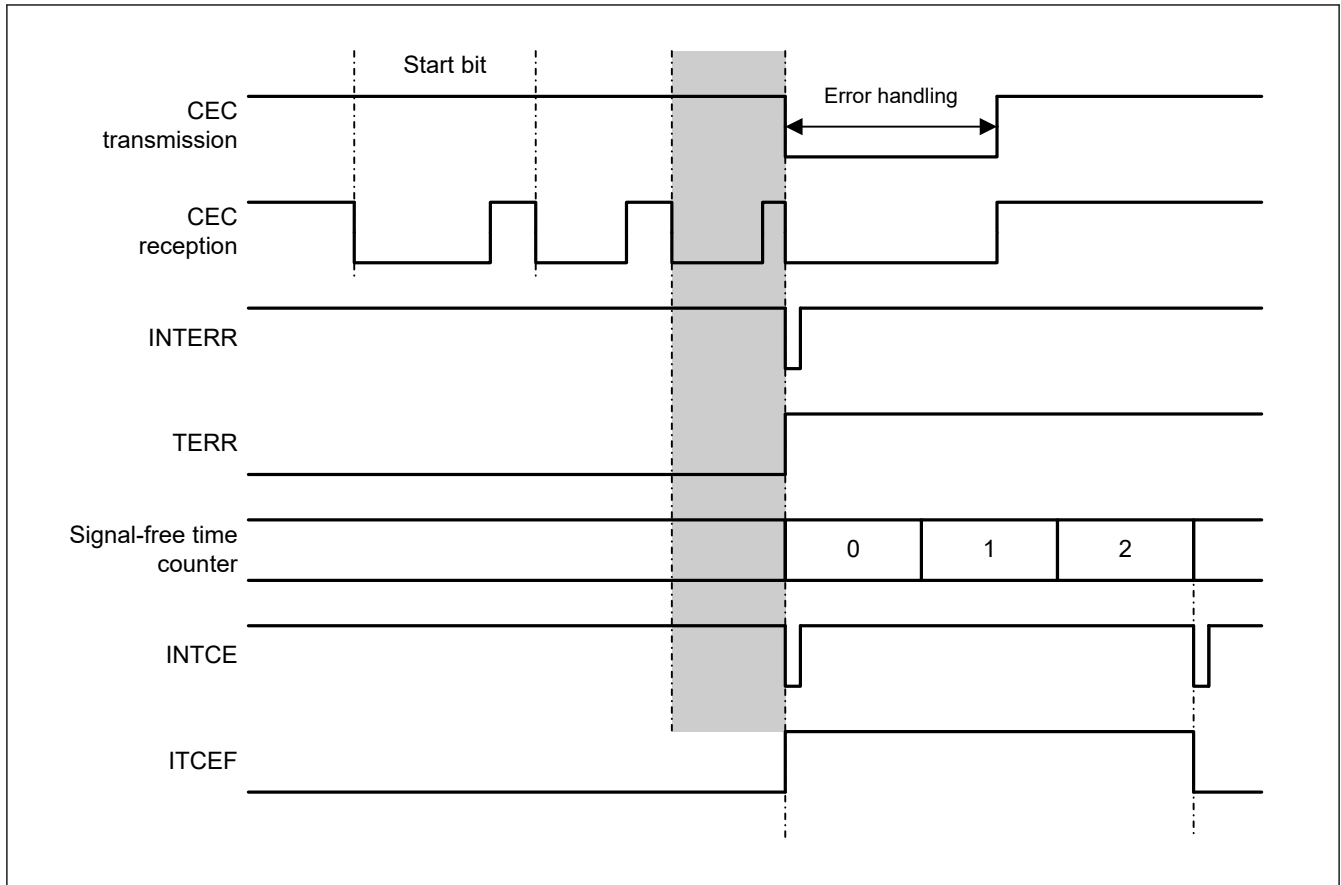 Start bit
CEC
transmission
Error handling
CEC
reception
INTERR
TERR
Signal-free time
counter
0
1
2
INTCE
ITCEF